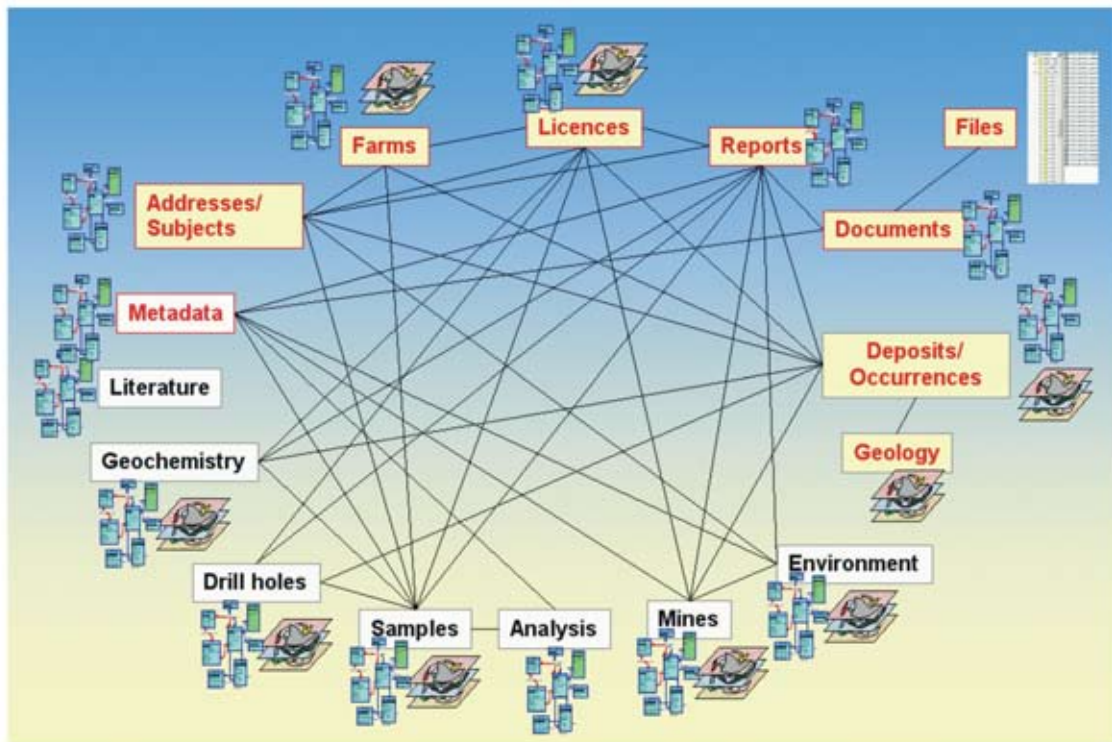 Licences
Farms
Reports
Files
Addresses/
Subjects
Documents
Metadata
Deposits/
Occurrences
Literature
Geochemistry
Geology
Drill holes
Environment
Samples
Analysis
Mines